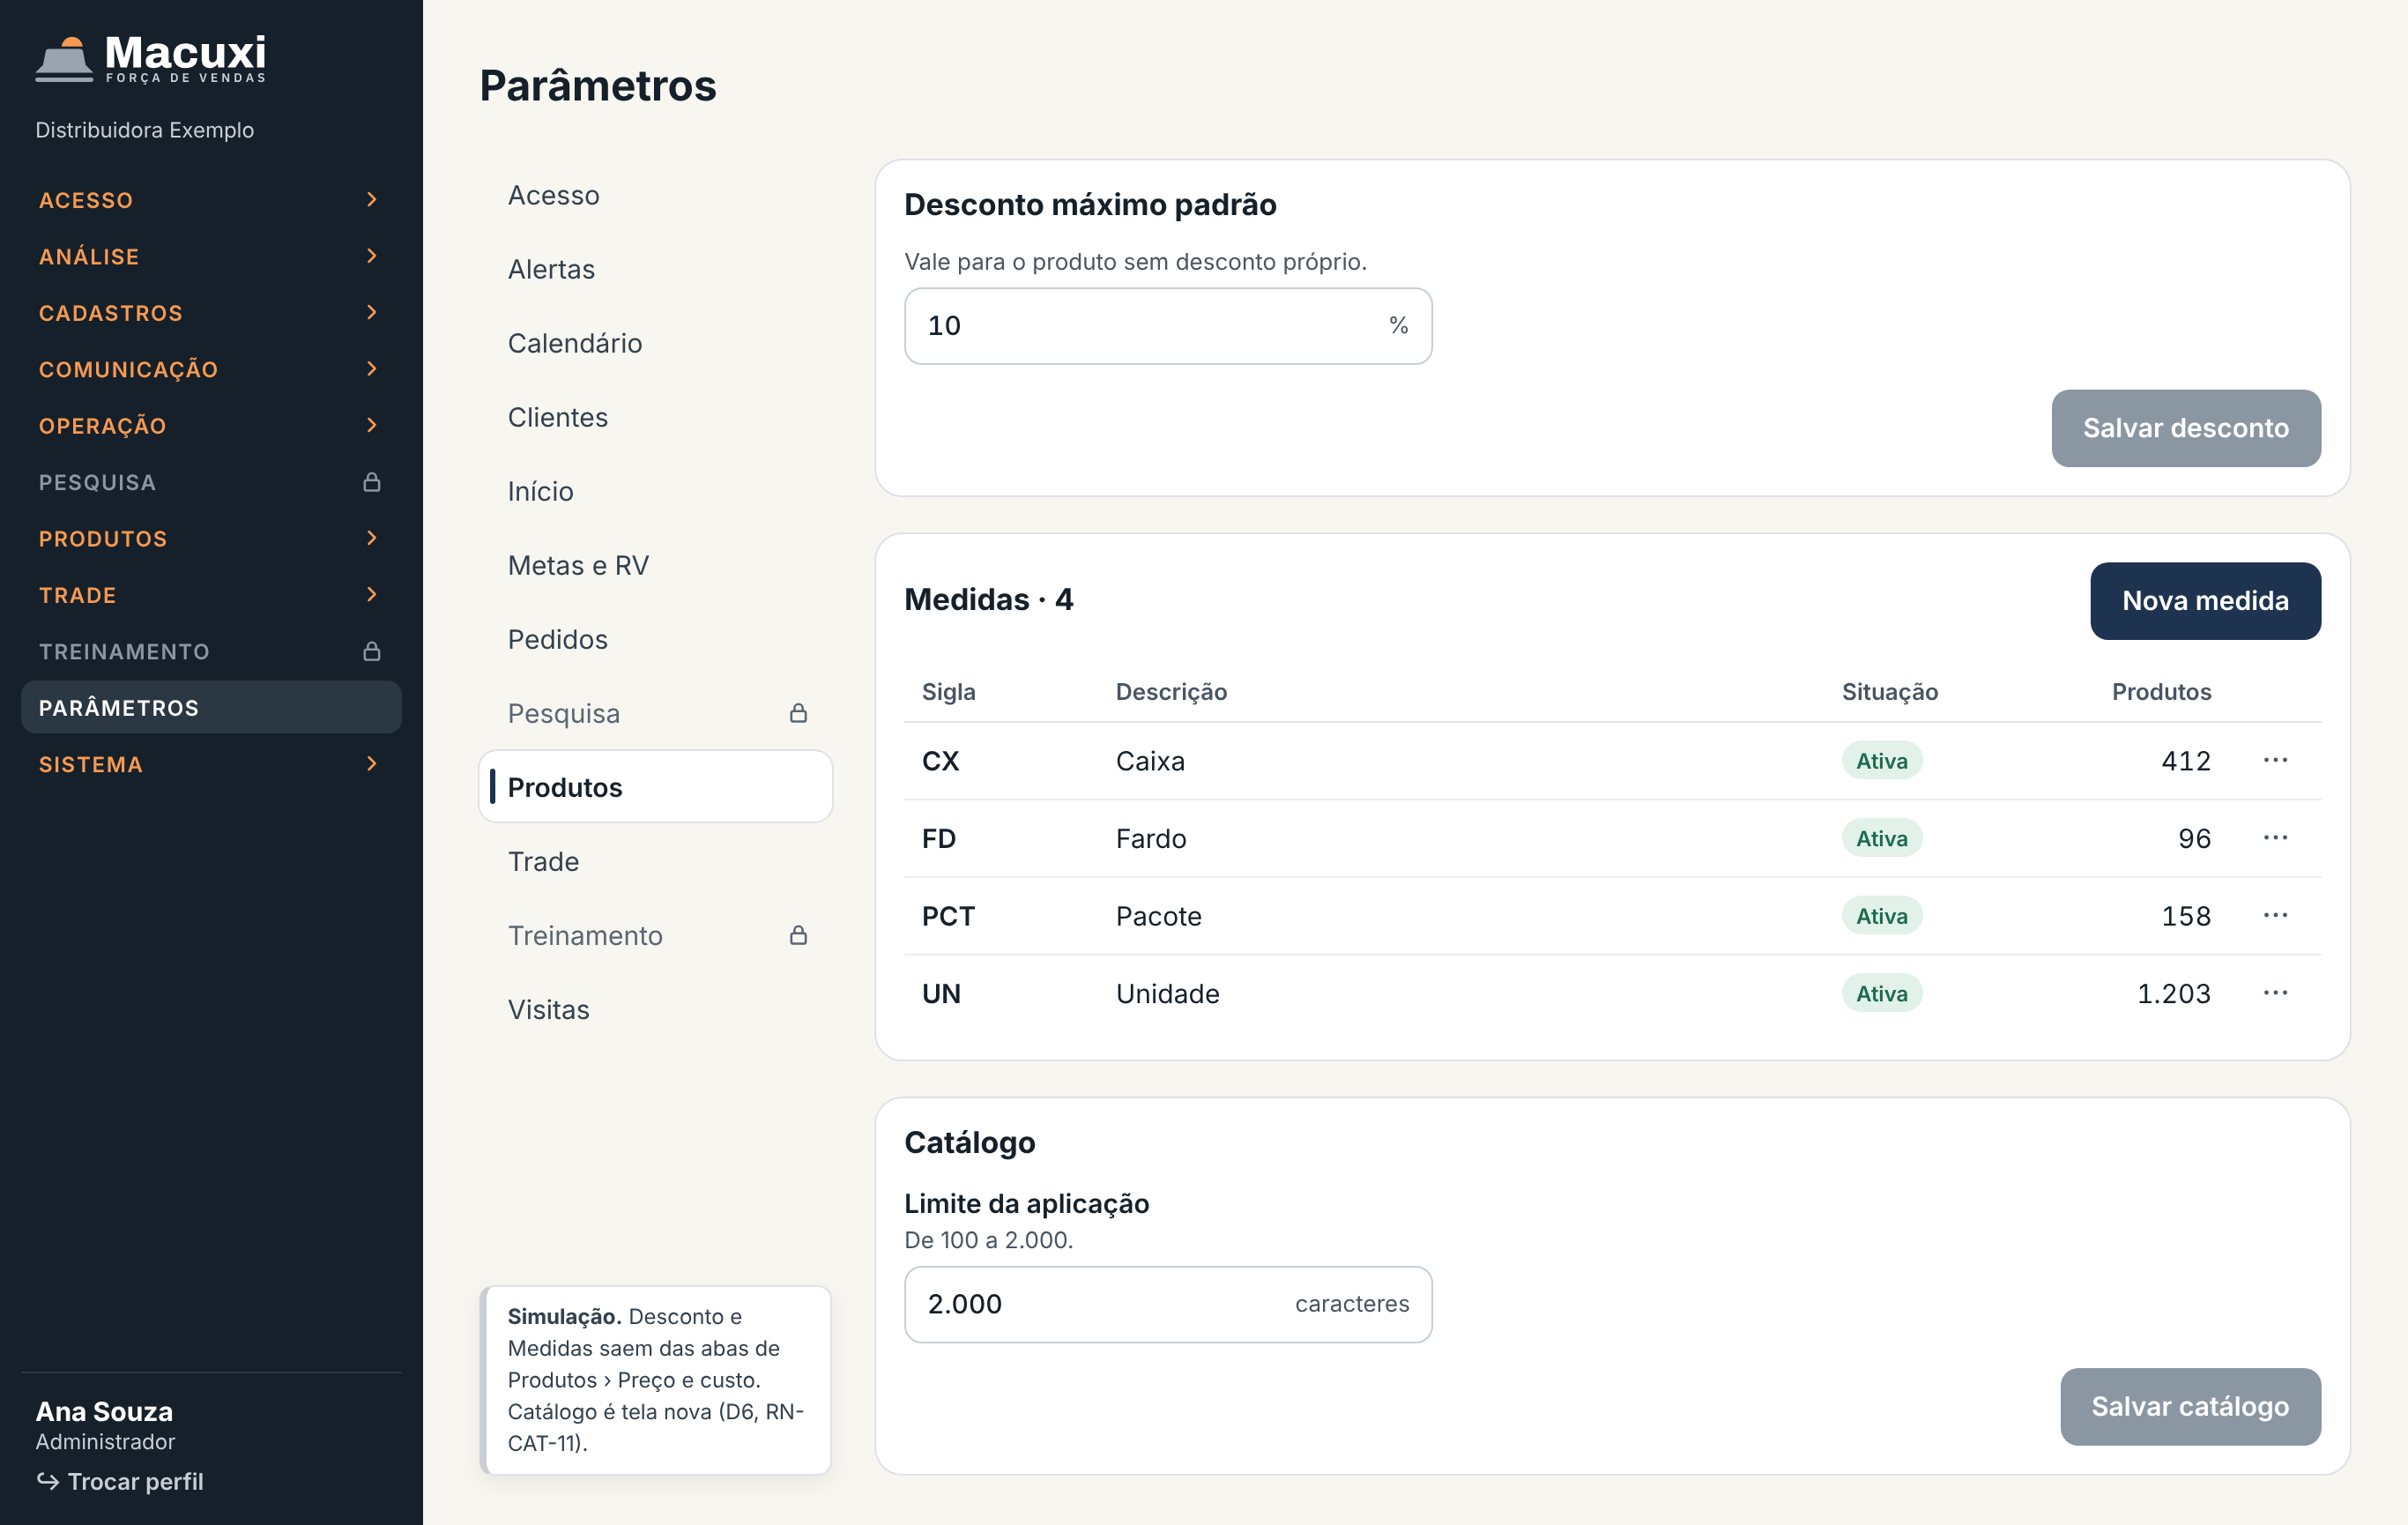 Macuxi
FORÇA DE VENDAS
Distribuidora Exemplo
ACESSO
ANÁLISE
CADASTROS
COMUNICAÇÃO
OPERAÇÃO
PESQUISA
PRODUTOS
TRADE
TREINAMENTO
PARÂMETROS
SISTEMA
Ana Souza
Administrador
Trocar perfil
Parâmetros
Acesso
Alertas
Calendário
Clientes
Início
Metas e RV
Pedidos
Pesquisa
Produtos
Trade
Treinamento
Visitas
Simulação. Desconto e
Medidas saem das abas de
Produtos › Preço e custo.
Catálogo é tela nova (D6, RN-
CAT-11).
Desconto máximo padrão
Vale para o produto sem desconto próprio.
10 %
Salvar desconto
Medidas · 4
Nova medida
Sigla Descrição Situação Produtos
CX Caixa Ativa 412
FD Fardo Ativa 96
PCT Pacote Ativa 158
UN Unidade Ativa 1.203
Catálogo
Limite da aplicação
De 100 a 2.000.
2.000 caracteres
Salvar catálogo